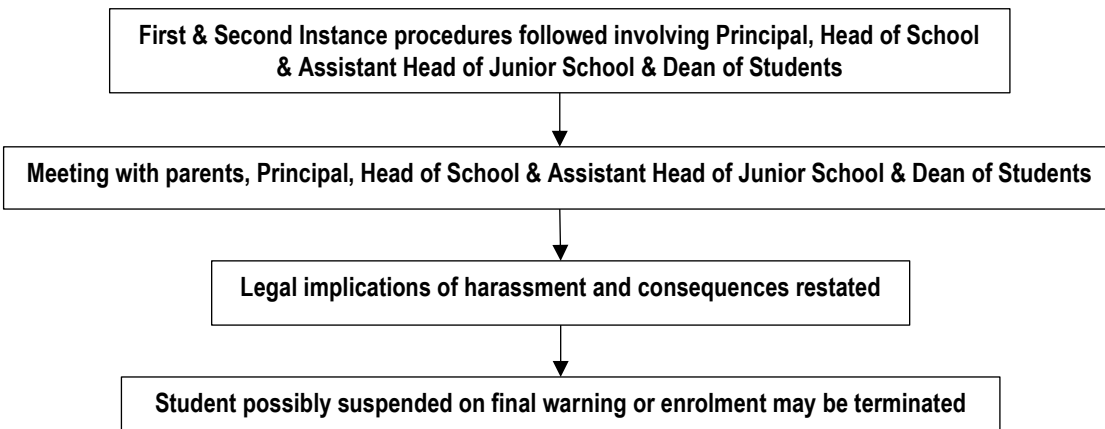 First & Second Instance procedures followed involving Principal, Head of School
& Assistant Head of Junior School & Dean of Students
Meeting with parents, Principal, Head of School & Assistant Head of Junior School & Dean of Students
Legal implications of harassment and consequences restated
Student possibly suspended on final warning or enrolment may be terminated